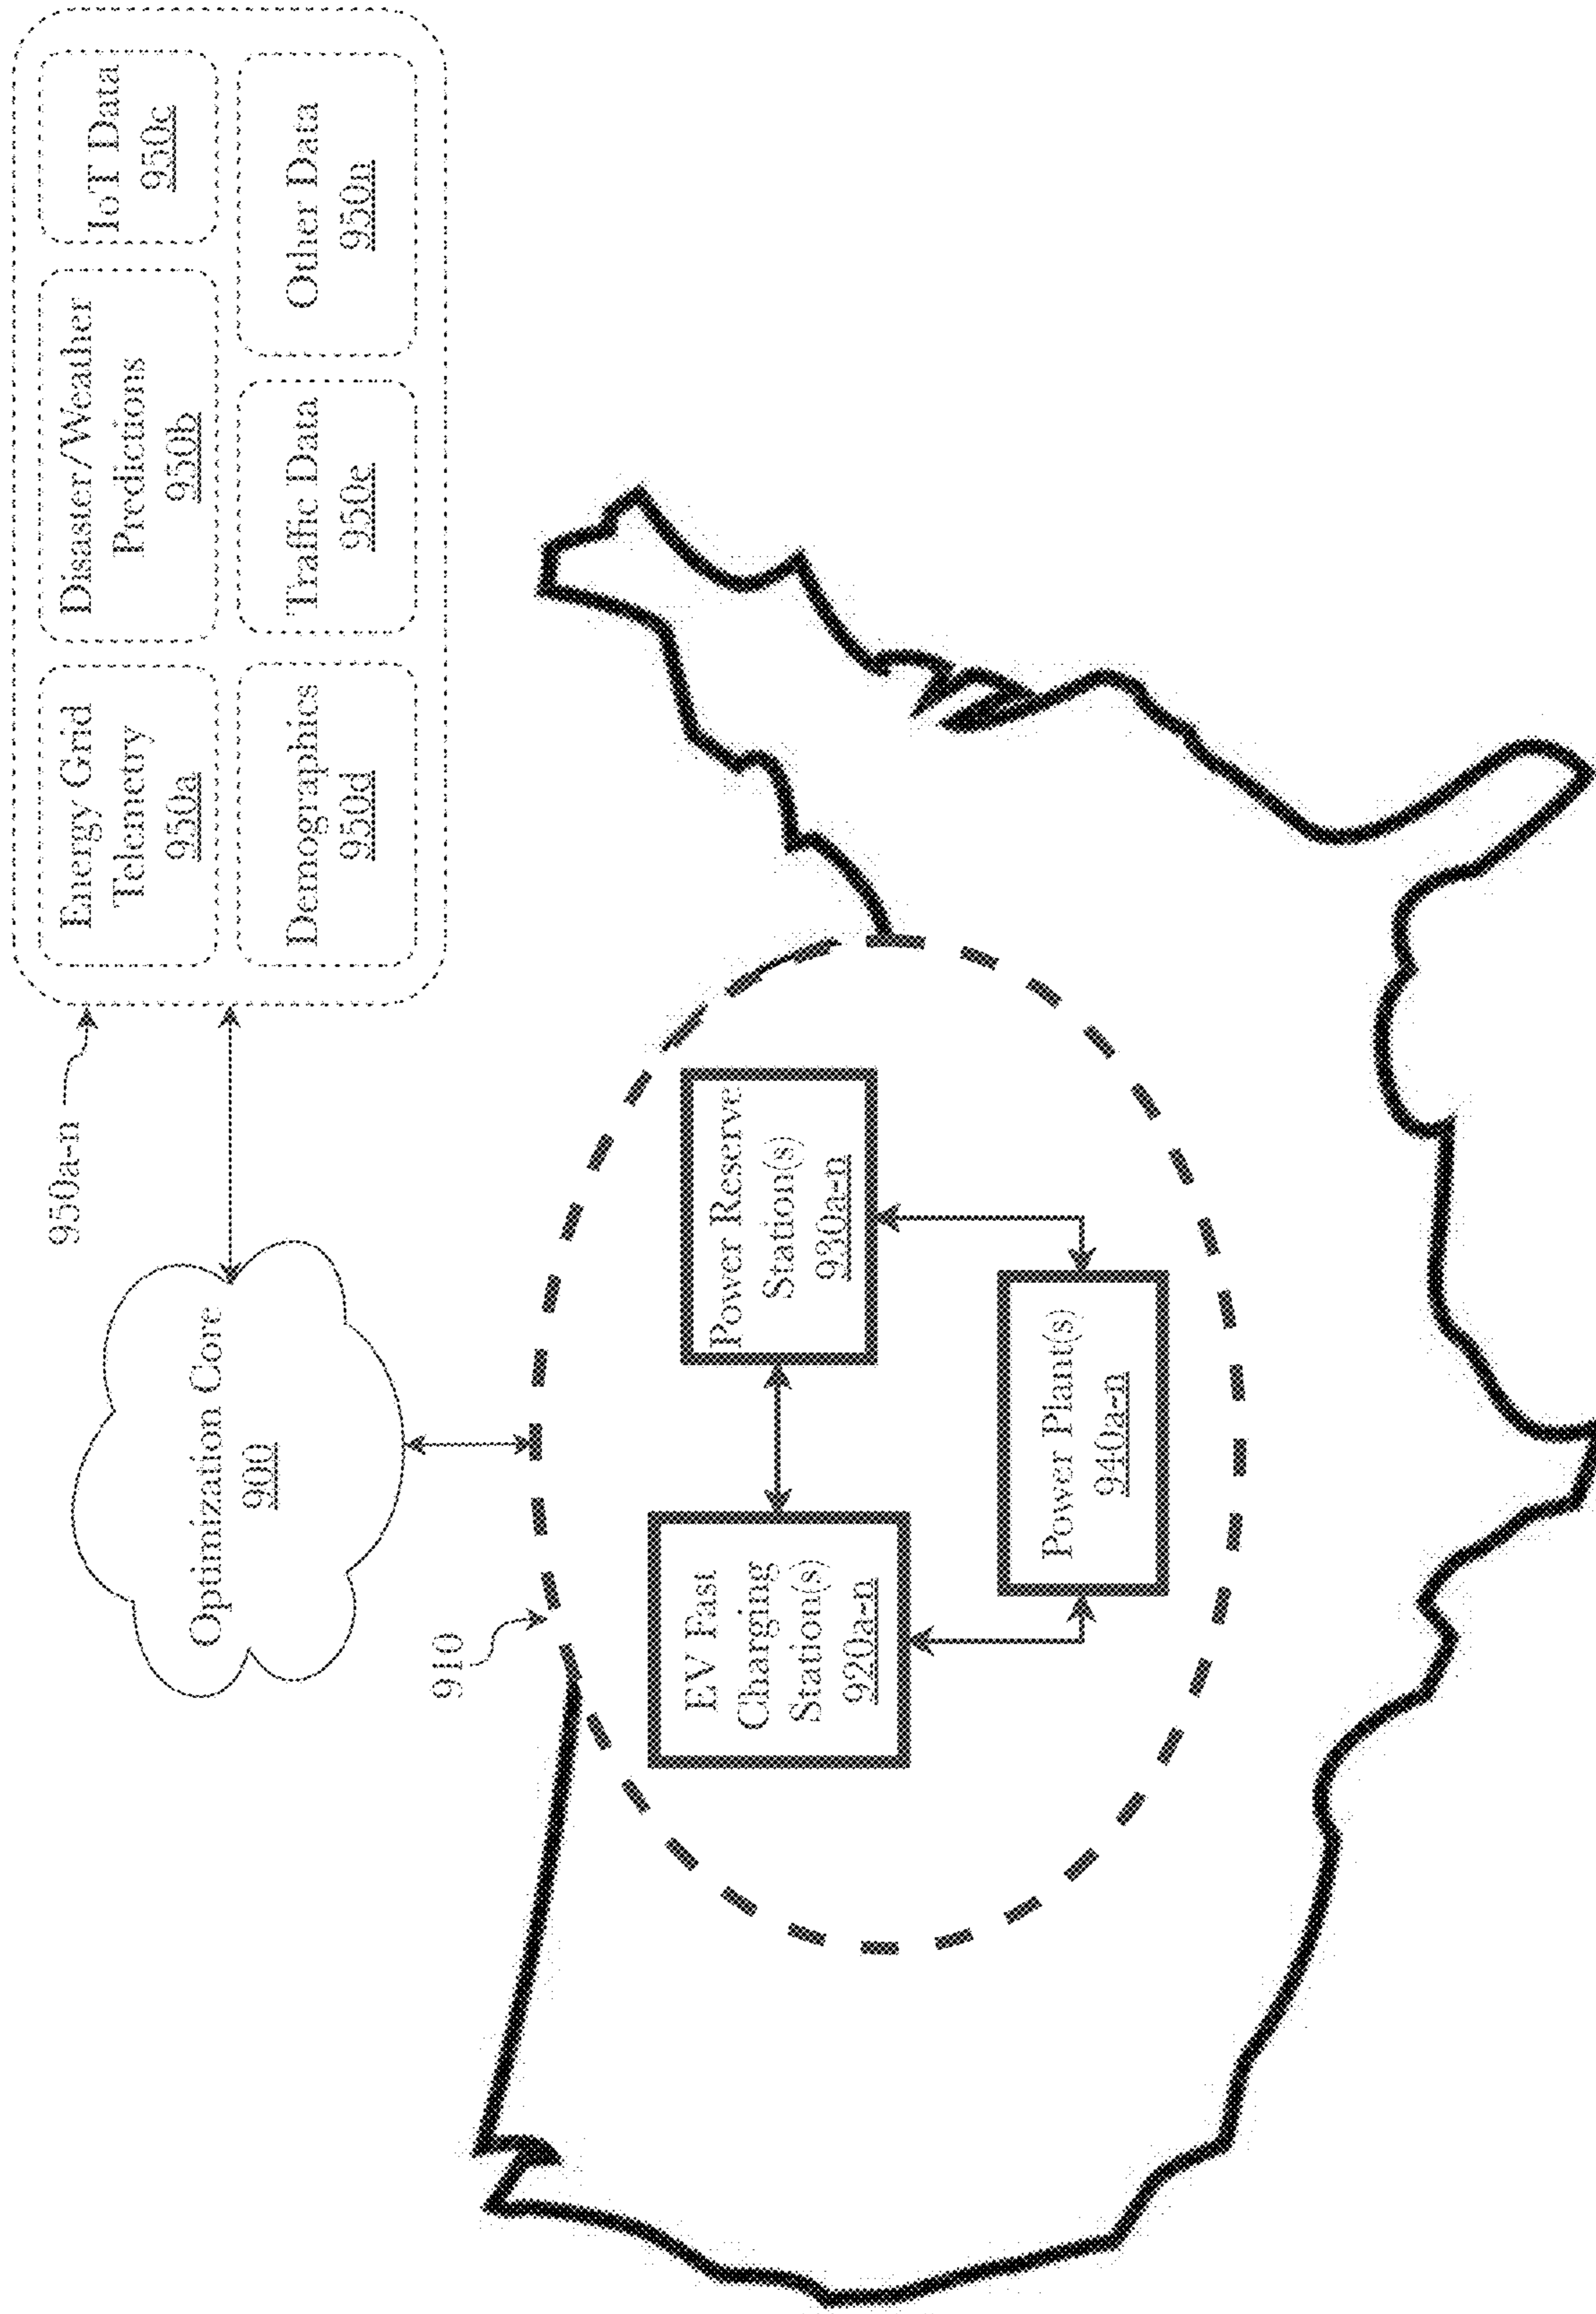 950a-n
Energy Grid
Telemetry
950a
Disaster/Weather
Predictions
950b
IoT Data
950c
Demographics
950d
Traffic Data
950e
Other Data
950n
Optimization Core
900
910
EV Fast
Charging
Station(s)
920a-n
Power Reserve
Station(s)
930a-n
Power Plant(s)
940a-n